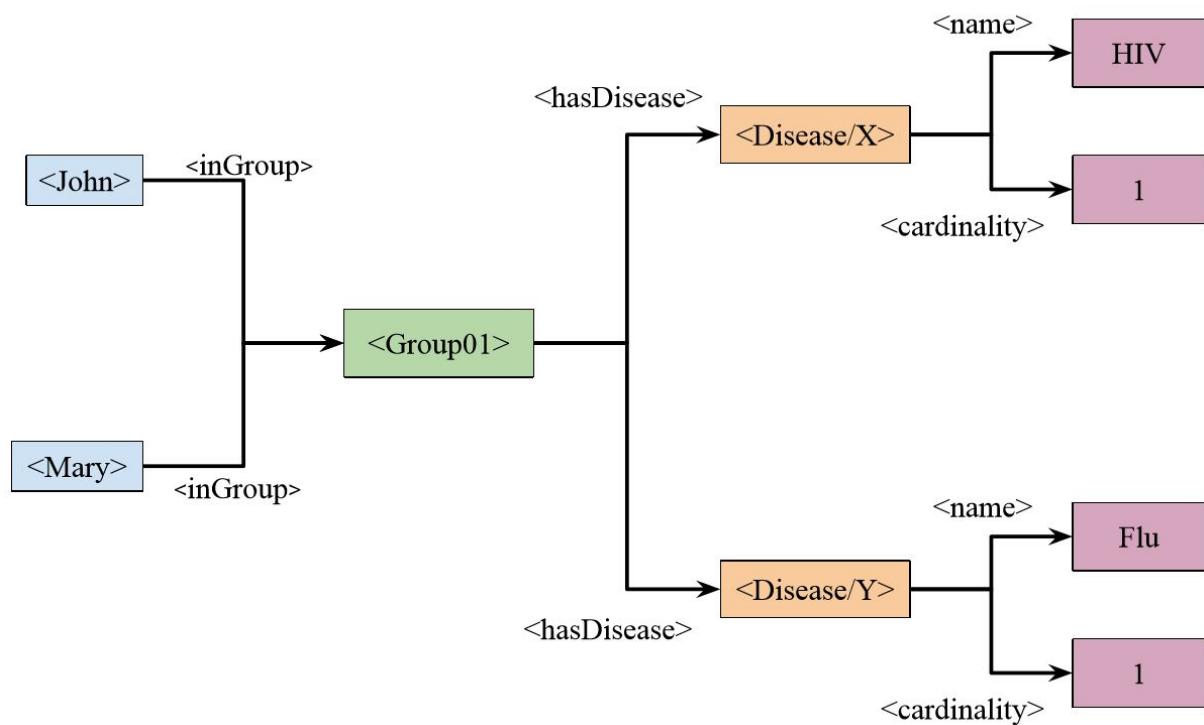 <name>
HIV
<hasDisease>
<Disease/X>
<John>
<inGroup>
1
<cardinality>
<Group01>
<Mary>
<inGroup>
<name>
Flu
<Disease/Y>
<hasDisease>
1
<cardinality>